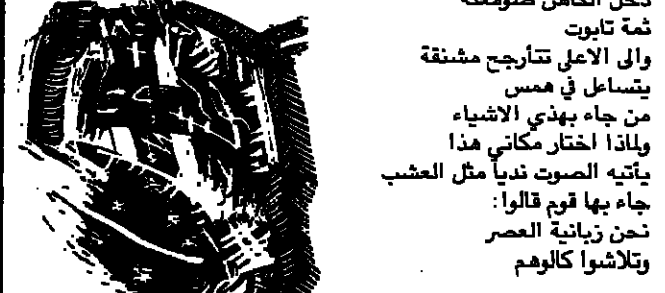 دخل الكاهن صومعته
ثمة تابوت
والى الاعلى تتأرجح مشنقة
يتساءل في همس
من جاء بهذي الاشياء
ولماذا اختار مكاني هذا
يأتيه الصوت ندياً مثل العشب
جاء بها قوم قالوا:
نحن زبانية العصر
وتلاشوا كالوهم